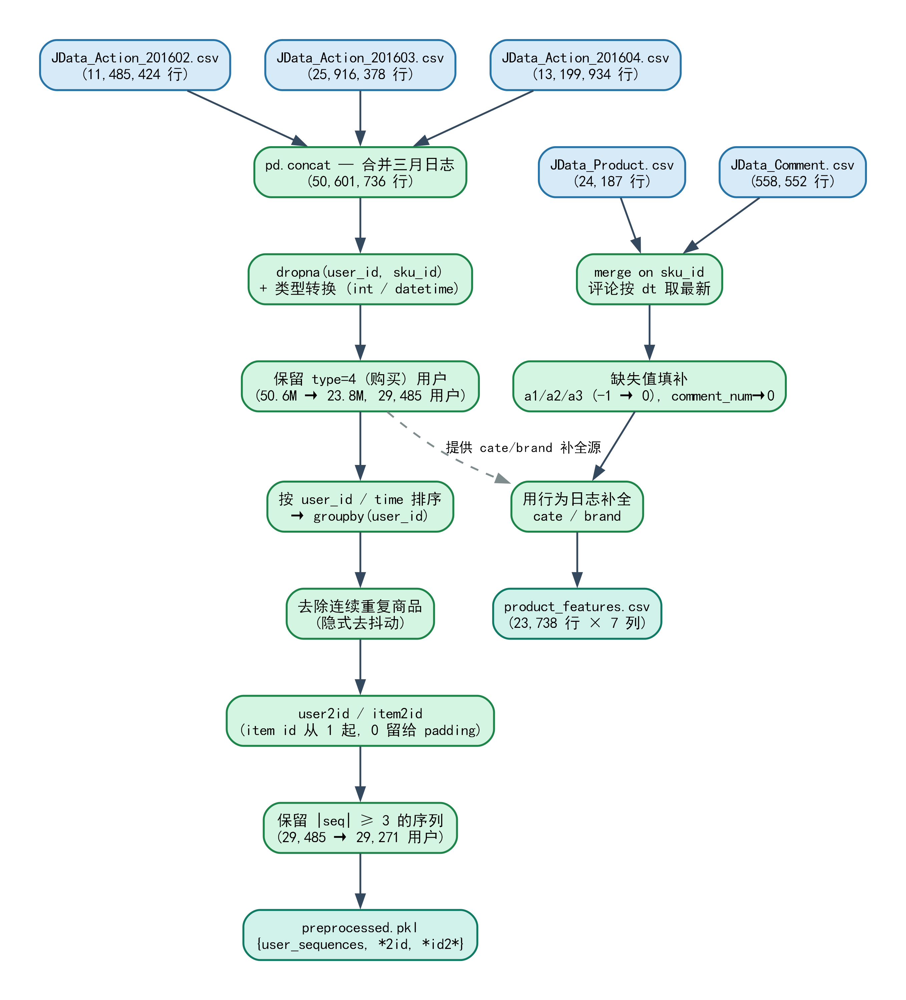 JData_Action_201602.csv
(11,485,424 行)
JData_Action_201603.csv
(25,916,378 行)
JData_Action_201604.csv
(13,199,934 行)
pd.concat — 合并三月日志
(50,601,736 行)
JData_Product.csv
(24,187 行)
JData_Comment.csv
(558,552 行)
dropna(user_id, sku_id)
+ 类型转换 (int / datetime)
merge on sku_id
评论按 dt 取最新
保留 type=4 (购买) 用户
(50.6M → 23.8M, 29,485 用户)
缺失值填补
a1/a2/a3 (-1 → 0), comment_num→0
提供 cate/brand 补全源
按 user_id / time 排序
→ groupby(user_id)
用行为日志补全
cate / brand
去除连续重复商品
(隐式去抖动)
product_features.csv
(23,738 行 × 7 列)
user2id / item2id
(item id 从 1 起, 0 留给 padding)
保留 |seq| ≥ 3 的序列
(29,485 → 29,271 用户)
preprocessed.pkl
{user_sequences, *2id, *id2*}